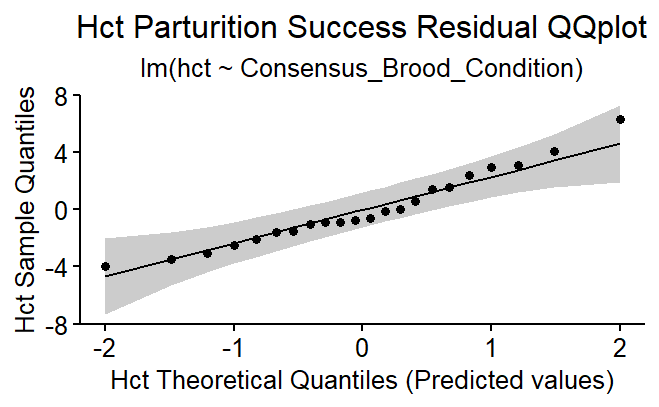 Hct Parturition Success Residual QQplot
lm(hct ~ Consensus_Brood_Condition)
Hct Sample Quantiles
8
4
0
-4
-8
-2
-1
0
1
2
Hct Theoretical Quantiles (Predicted values)